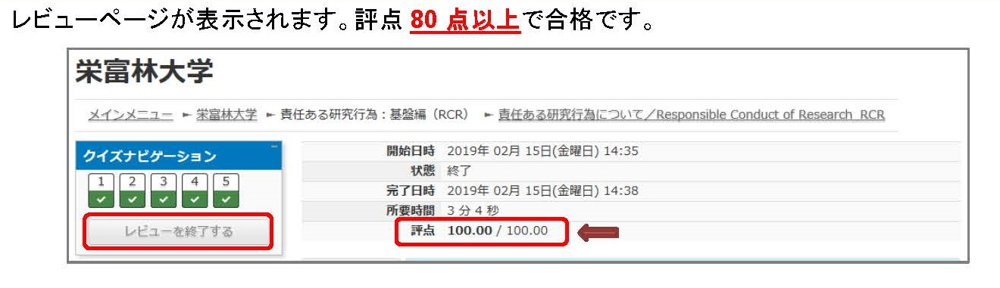 レビューページが表示されます。評点 80 点以上で合格です。
栄富林大学
メインメニュー ► 栄富林大学 ► 責任ある研究行為：基盤編（RCR） ► 責任ある研究行為について／Responsible Conduct of Research_RCR
クイズナビゲーション
1 2 3 4 5
レビューを終了する
開始日時 2019年 02月 15日(金曜日) 14:35
状態 終了
完了日時 2019年 02月 15日(金曜日) 14:38
所要時間 3 分 4 秒
評点 100.00 / 100.00